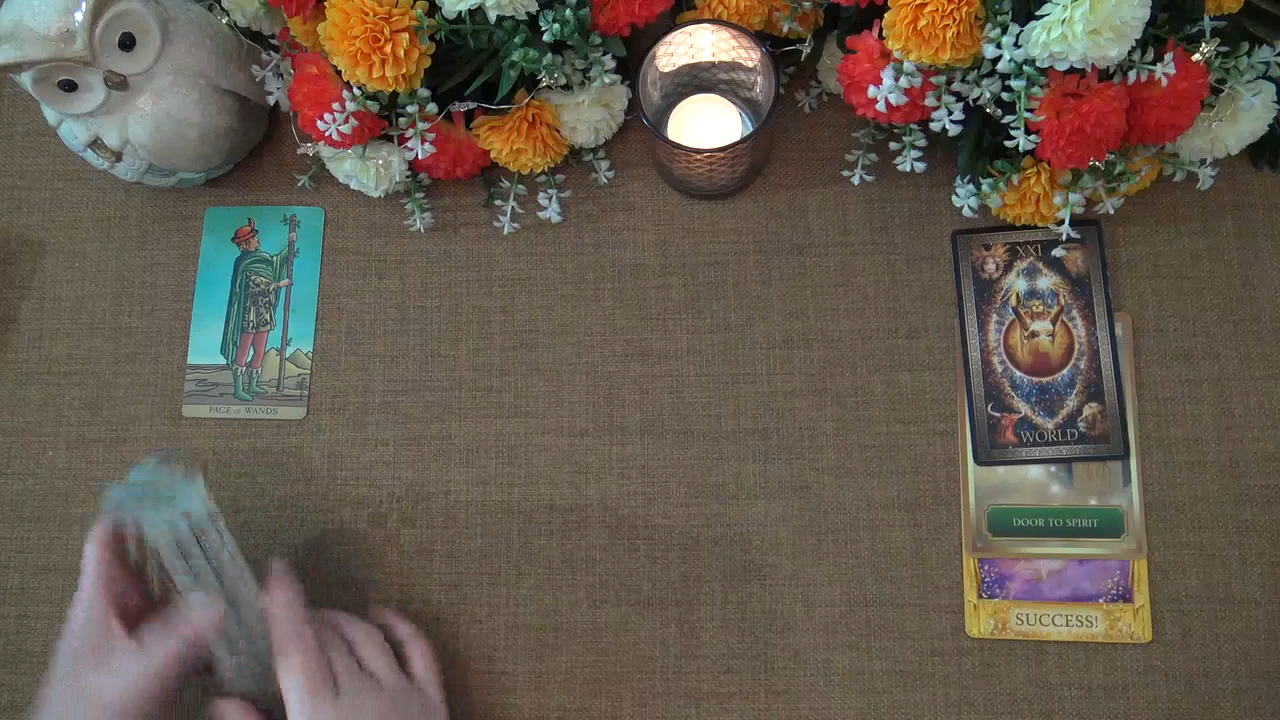 PAGE OF WANDS
XXI
WORLD
DOOR TO SPIRIT
SUCCESS!